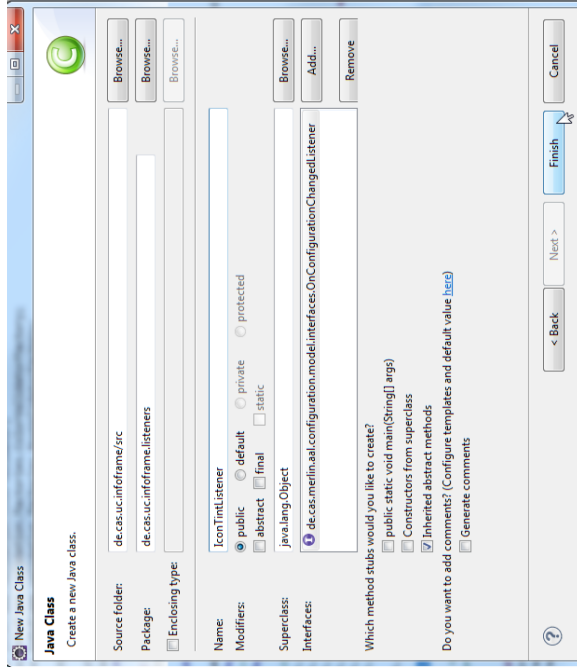 New Java Class
Java Class
Create a new Java class.
Source folder: de.cas.uc.infoframe/src Browse...
Package: de.cas.uc.infoframe.listeners Browse...
Enclosing type: Browse...
Name: IconTintListener
Modifiers: public default private protected
abstract final static
Superclass: java.lang.Object Browse...
Interfaces: de.cas.merlin.aal.configuration.model.interfaces.OnConfigurationChangedListener Add...
Remove
Which method stubs would you like to create?
public static void main(String[] args)
Constructors from superclass
Inherited abstract methods
Do you want to add comments? (Configure templates and default value here)
Generate comments
? < Back Next > Finish Cancel